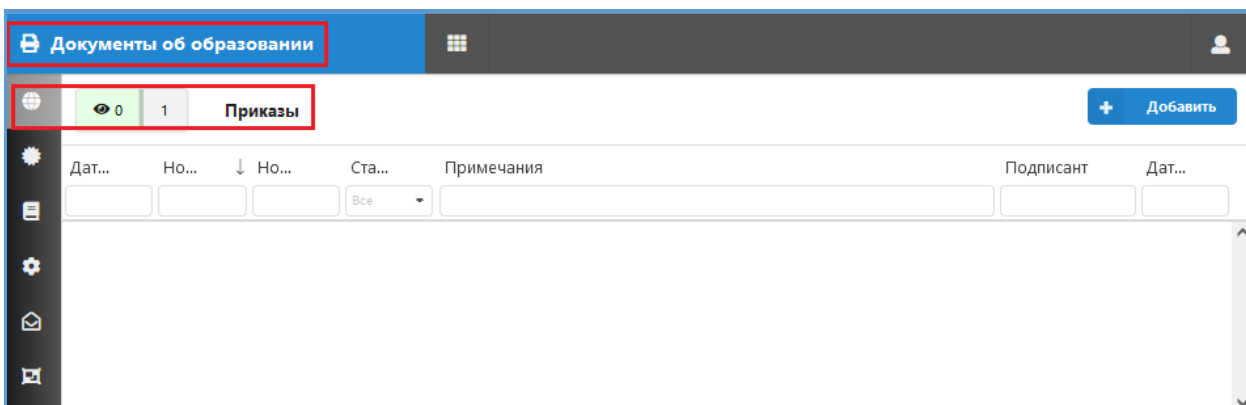 Документы об образовании
0 1 Приказы Добавить
Дат... Но... Но... Ста... Примечания Подписант Дат...
Все